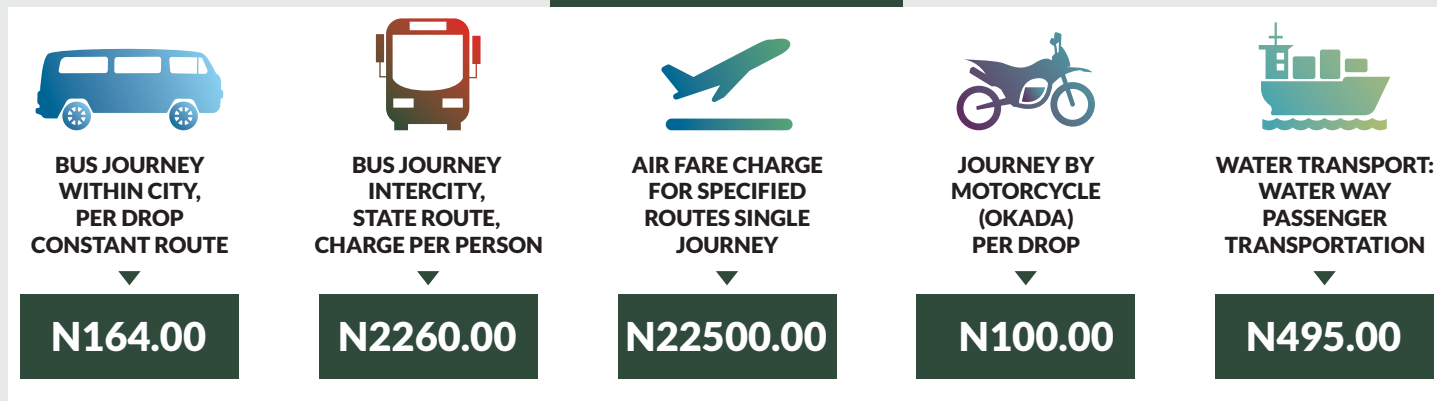 BUS JOURNEY
WITHIN CITY,
PER DROP
CONSTANT ROUTE
N164.00
BUS JOURNEY
INTERCITY,
STATE ROUTE,
CHARGE PER PERSON
N2260.00
AIR FARE CHARGE
FOR SPECIFIED
ROUTES SINGLE
JOURNEY
N22500.00
JOURNEY BY
MOTORCYCLE
(OKADA)
PER DROP
N100.00
WATER TRANSPORT:
WATER WAY
PASSENGER
TRANSPORTATION
N495.00